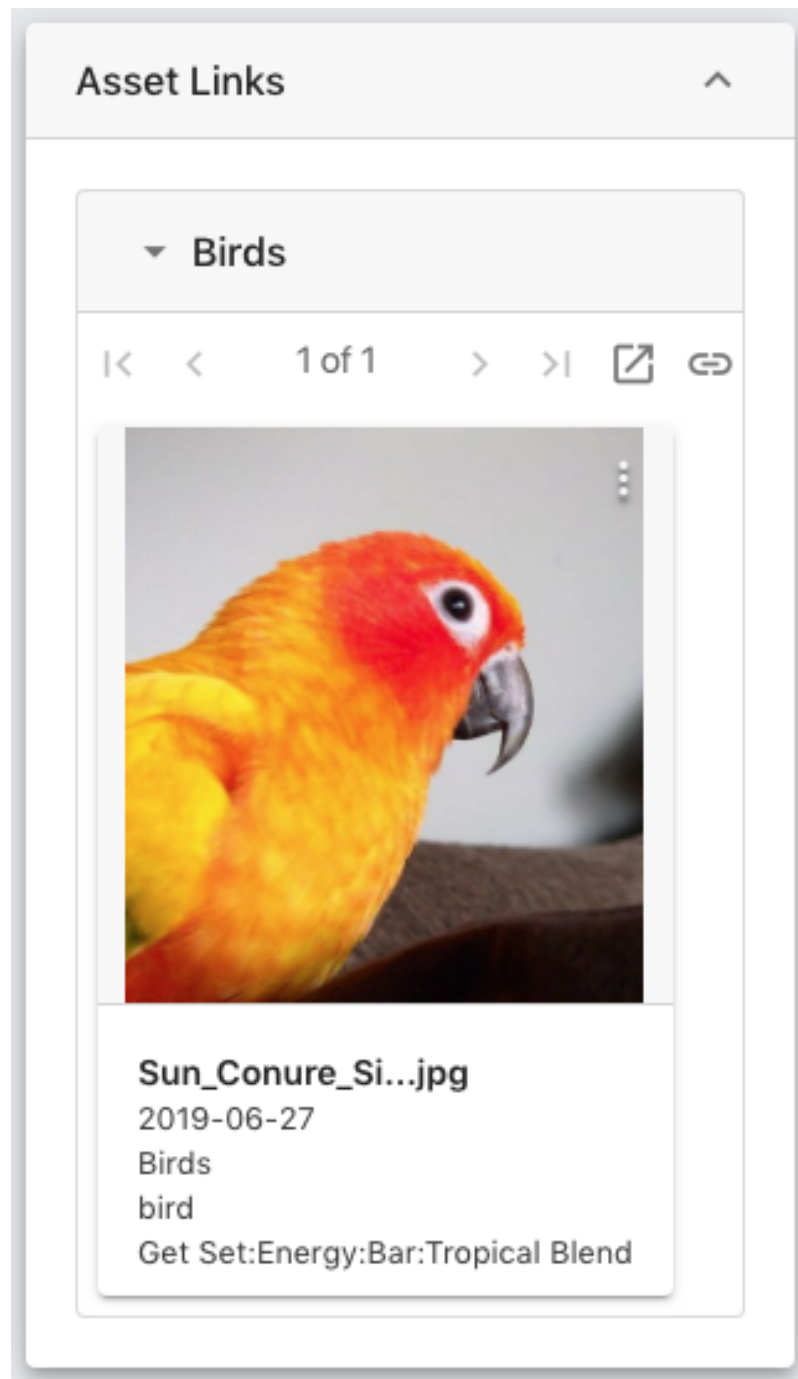 Asset Links
Birds
1 of 1
Sun_Conure_Si...jpg
2019-06-27
Birds
bird
Get Set:Energy:Bar:Tropical Blend